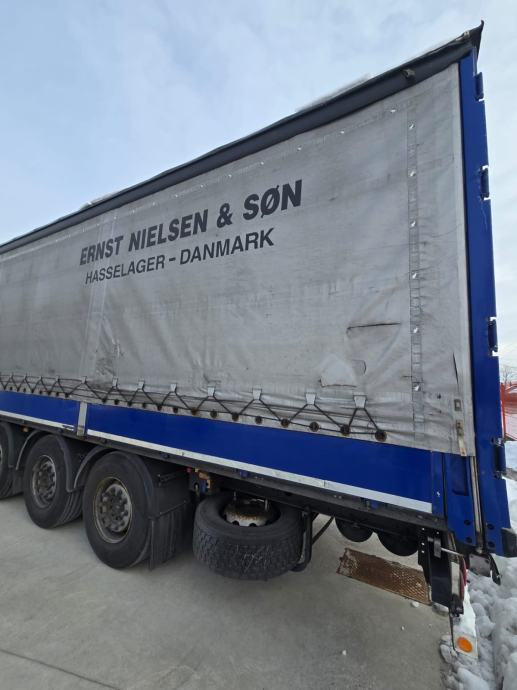 ERNST NIELSEN & SØN
HASSELAGER - DANMARK